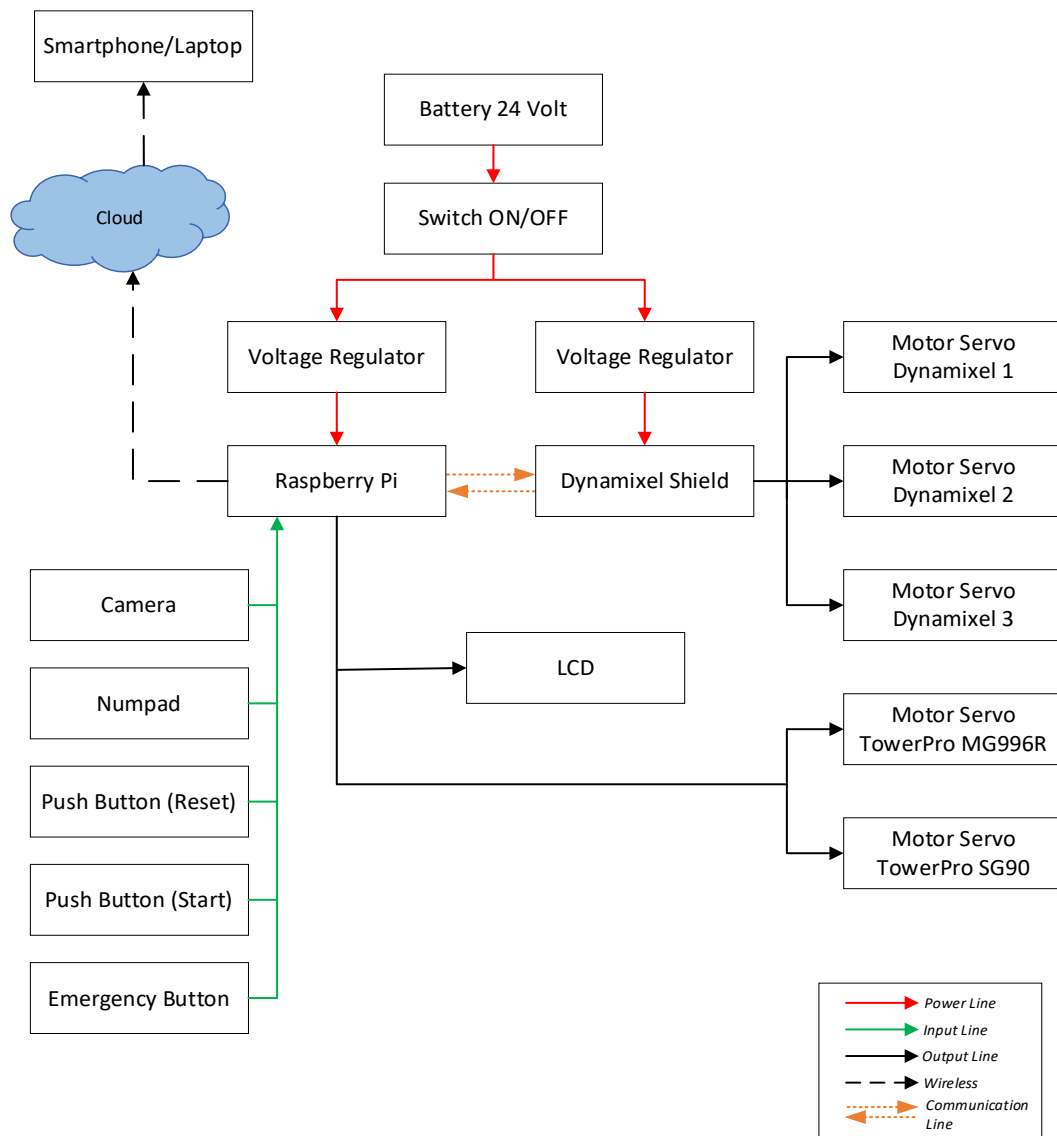 Smartphone/Laptop
Battery 24 Volt
Cloud
Switch ON/OFF
Voltage Regulator
Voltage Regulator
Motor Servo
Dynamixel 1
Raspberry Pi
Dynamixel Shield
Motor Servo
Dynamixel 2
Camera
Motor Servo
Dynamixel 3
LCD
Numpad
Motor Servo
TowerPro MG996R
Push Button (Reset)
Motor Servo
TowerPro SG90
Push Button (Start)
Emergency Button
Power Line
Input Line
Output Line
Wireless
Communication
Line